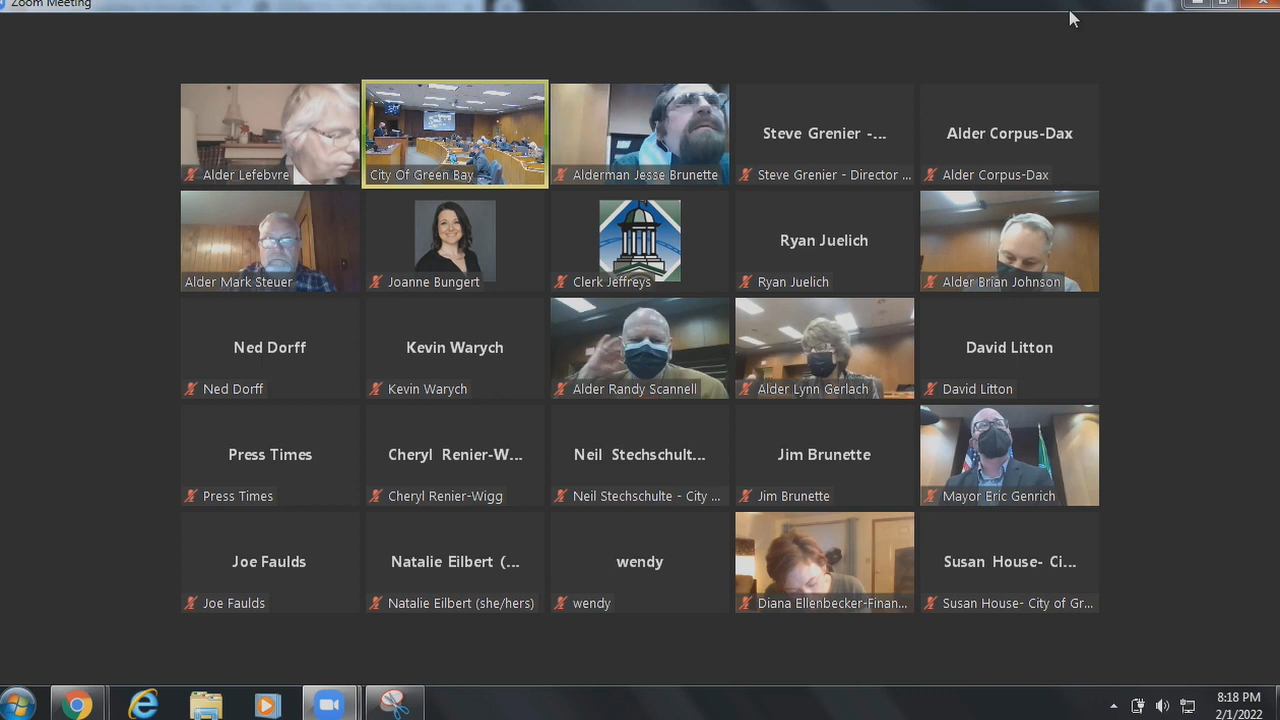 Zoom Meeting
Alder Lefebvre
City Of Green Bay
Alderman Jesse Brunette
Steve Grenier -...
Steve Grenier - Director ...
Alder Corpus-Dax
Alder Corpus-Dax
Alder Mark Steuer
Joanne Bungert
Clerk Jeffreys
Ryan Juelich
Ryan Juelich
Alder Brian Johnson
Ned Dorff
Ned Dorff
Kevin Warych
Kevin Warych
Alder Randy Scannell
Alder Lynn Gerlach
David Litton
David Litton
Press Times
Press Times
Cheryl Renier-W...
Cheryl Renier-Wigg
Neil Stechschult...
Neil Stechschulte - City ...
Jim Brunette
Jim Brunette
Mayor Eric Genrich
Joe Faulds
Joe Faulds
Natalie Eilbert (...
Natalie Eilbert (she/hers)
wendy
wendy
Diana Ellenbecker-Finan...
Susan House- Ci...
Susan House- City of Gr...
8:18 PM
2/1/2022